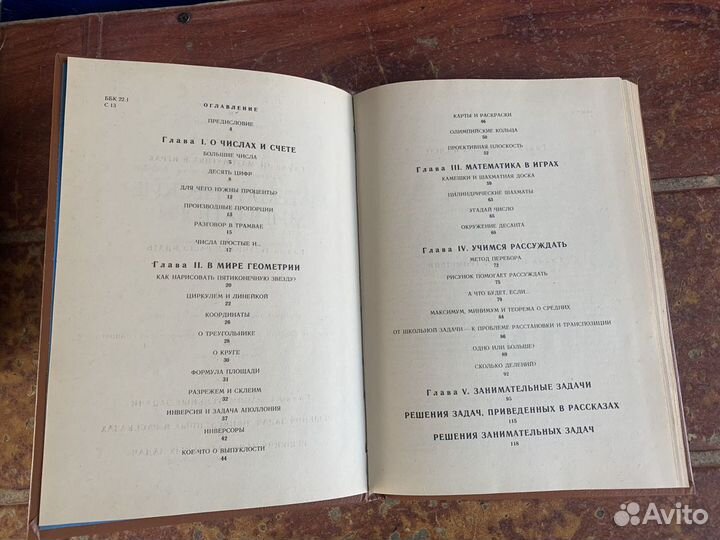 ББК 22.1
С 13
ОГЛАВЛЕНИЕ
ПРЕДИСЛОВИЕ
4
Глава I. О ЧИСЛАХ И СЧЕТЕ
БОЛЬШИЕ ЧИСЛА
5
ДЕСЯТЬ ЦИФР
8
ДЛЯ ЧЕГО НУЖНЫ ПРОЦЕНТЫ?
12
ПРОИЗВОДНЫЕ ПРОПОРЦИИ
13
РАЗГОВОР В ТРАМВАЕ
15
ЧИСЛА ПРОСТЫЕ И...
17
Глава II. В МИРЕ ГЕОМЕТРИИ
КАК НАРИСОВАТЬ ПЯТИКОНЕЧНУЮ ЗВЕЗДУ?
20
ЦИРКУЛЕМ И ЛИНЕЙКОЙ
22
КООРДИНАТЫ
26
О ТРЕУГОЛЬНИКЕ
28
О КРУГЕ
30
ФОРМУЛА ПЛОЩАДИ
31
РАЗРЕЖЕМ И СКЛЕИМ
32
ИНВЕРСИЯ И ЗАДАЧА АПОЛЛОНИЯ
37
ИНВЕРСОРЫ
42
КОЕ-ЧТО О ВЫПУКЛОСТИ
44
КАРТЫ И РАСКРАСКИ
46
ОЛИМПИЙСКИЕ КОЛЬЦА
50
ПРОЕКТИВНАЯ ПЛОСКОСТЬ
52
Глава III. МАТЕМАТИКА В ИГРАХ
КАМЕШКИ И ШАХМАТНАЯ ДОСКА
59
ЦИЛИНДРИЧЕСКИЕ ШАХМАТЫ
63
УГАДАЙ ЧИСЛО
65
ОКРУЖЕНИЕ ДЕСАНТА
68
Глава IV. УЧИМСЯ РАССУЖДАТЬ
МЕТОД ПЕРЕБОРА
72
РИСУНОК ПОМОГАЕТ РАССУЖДАТЬ
75
А ЧТО БУДЕТ, ЕСЛИ...
79
МАКСИМУМ, МИНИМУМ И ТЕОРЕМА О СРЕДНИХ
84
ОТ ШКОЛЬНОЙ ЗАДАЧИ — К ПРОБЛЕМЕ РАССТАНОВКИ И ТРАНСПОЗИЦИИ
86
ОДНО ИЛИ БОЛЬШЕ?
89
СКОЛЬКО ДЕЛЕНИЙ?
92
Глава V. ЗАНИМАТЕЛЬНЫЕ ЗАДАЧИ
95
РЕШЕНИЯ ЗАДАЧ, ПРИВЕДЕННЫХ В РАССКАЗАХ
115
РЕШЕНИЯ ЗАНИМАТЕЛЬНЫХ ЗАДАЧ
118
Avito